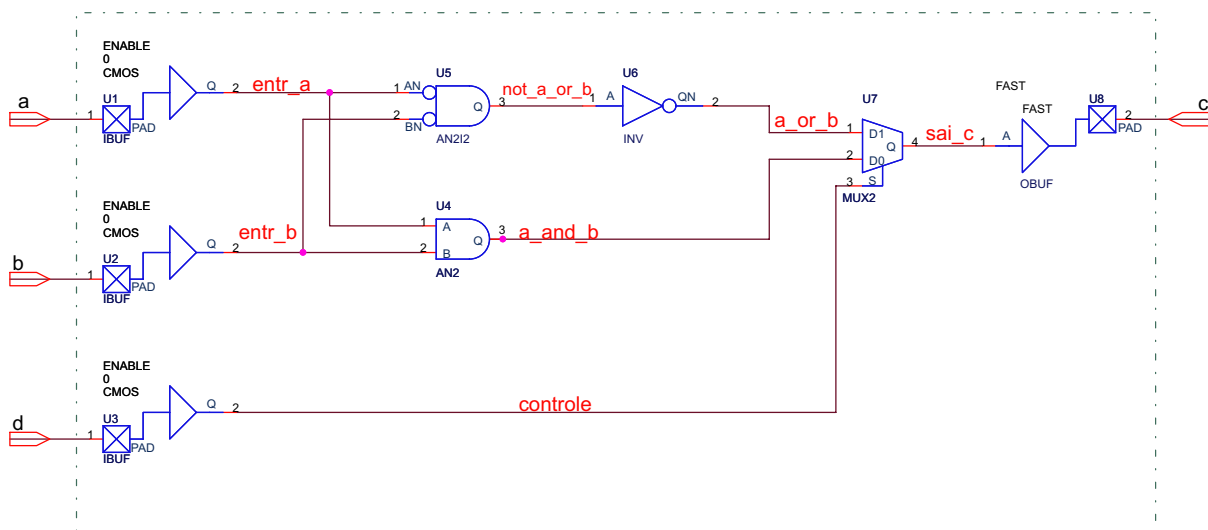 ENABLE
0
CMOS
a
1
U1
PAD
IBUF
Q
2
entr_a
1
AN
U5
2
BN
Q
3
AN2I2
not_a_or_b
1
A
U6
QN
2
INV
a_or_b
1
D1
U7
Q
4
2
D0
3
S
MUX2
sai_c
1
A
FAST
FAST
OBUF
U8
2
PAD
c
ENABLE
0
CMOS
b
1
U2
PAD
IBUF
Q
2
entr_b
1
A
U4
2
B
Q
3
AN2
a_and_b
ENABLE
0
CMOS
d
1
U3
PAD
IBUF
Q
2
controle